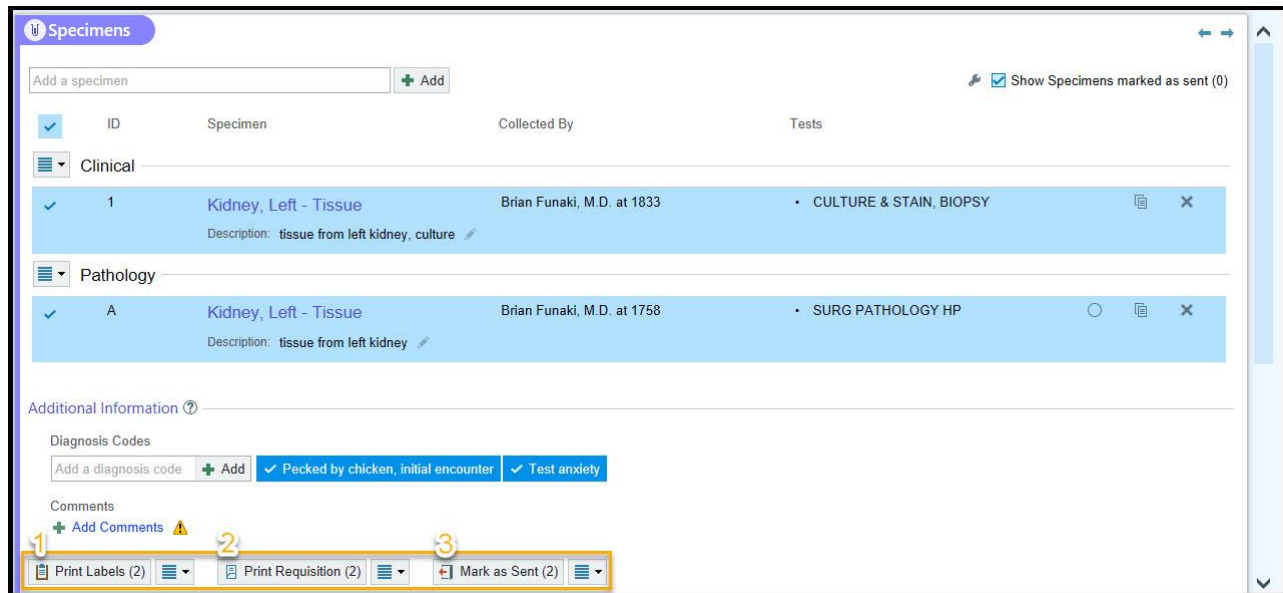 Specimens
Add a specimen
Add
Show Specimens marked as sent (0)
ID Specimen Collected By Tests
Clinical
1 Kidney, Left - Tissue Brian Funaki, M.D. at 1833 • CULTURE & STAIN, BIOPSY
Description: tissue from left kidney, culture
Pathology
A Kidney, Left - Tissue Brian Funaki, M.D. at 1758 • SURG PATHOLOGY HP
Description: tissue from left kidney
Additional Information ?
Diagnosis Codes
Add a diagnosis code Add Pecked by chicken, initial encounter Test anxiety
Comments
Add Comments
1 2 3
Print Labels (2) Print Requisition (2) Mark as Sent (2)